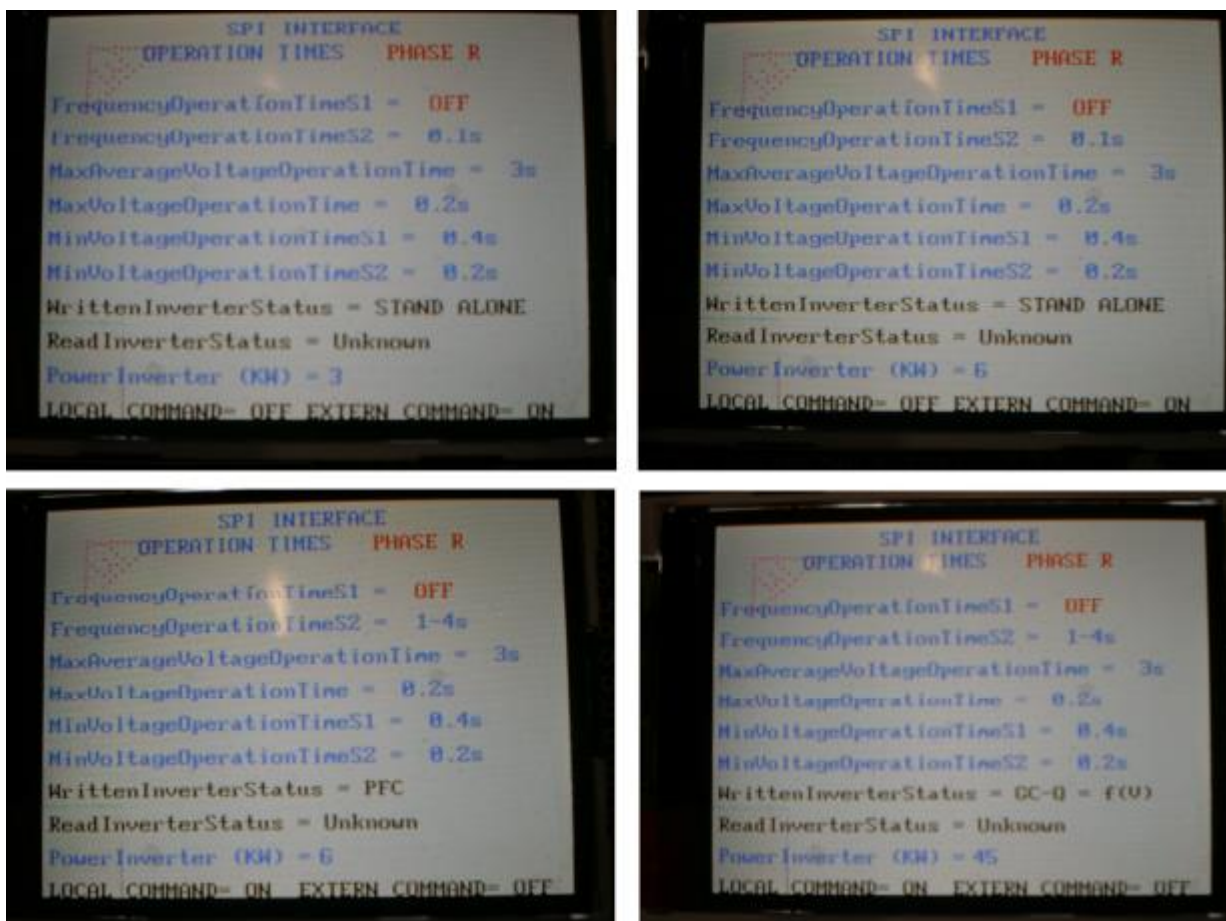 SPI INTERFACE
OPERATION TIMES PHASE R
FrequencyOperationTimeS1 = OFF
FrequencyOperationTimeS2 = 0.1s
MaxAverageVoltageOperationTime = 3s
MaxVoltageOperationTime = 0.2s
MinVoltageOperationTimeS1 = 0.4s
MinVoltageOperationTimeS2 = 0.2s
WrittenInverterStatus = STAND ALONE
ReadInverterStatus = Unknown
PowerInverter (KW) = 3
LOCAL COMMAND= OFF EXTERN COMMAND= ON
SPI INTERFACE
OPERATION TIMES PHASE R
FrequencyOperationTimeS1 = OFF
FrequencyOperationTimeS2 = 0.1s
MaxAverageVoltageOperationTime = 3s
MaxVoltageOperationTime = 0.2s
MinVoltageOperationTimeS1 = 0.4s
MinVoltageOperationTimeS2 = 0.2s
WrittenInverterStatus = STAND ALONE
ReadInverterStatus = Unknown
PowerInverter (KW) = 6
LOCAL COMMAND= OFF EXTERN COMMAND= ON
SPI INTERFACE
OPERATION TIMES PHASE R
FrequencyOperationTimeS1 = OFF
FrequencyOperationTimeS2 = 1-4s
MaxAverageVoltageOperationTime = 3s
MaxVoltageOperationTime = 0.2s
MinVoltageOperationTimeS1 = 0.4s
MinVoltageOperationTimeS2 = 0.2s
WrittenInverterStatus = PFC
ReadInverterStatus = Unknown
PowerInverter (KW) = 6
LOCAL COMMAND= ON EXTERN COMMAND= OFF
SPI INTERFACE
OPERATION TIMES PHASE R
FrequencyOperationTimeS1 = OFF
FrequencyOperationTimeS2 = 1-4s
MaxAverageVoltageOperationTime = 3s
MaxVoltageOperationTime = 0.2s
MinVoltageOperationTimeS1 = 0.4s
MinVoltageOperationTimeS2 = 0.2s
WrittenInverterStatus = GC-Q = f(V)
ReadInverterStatus = Unknown
PowerInverter (KW) = 45
LOCAL COMMAND= ON EXTERN COMMAND= OFF